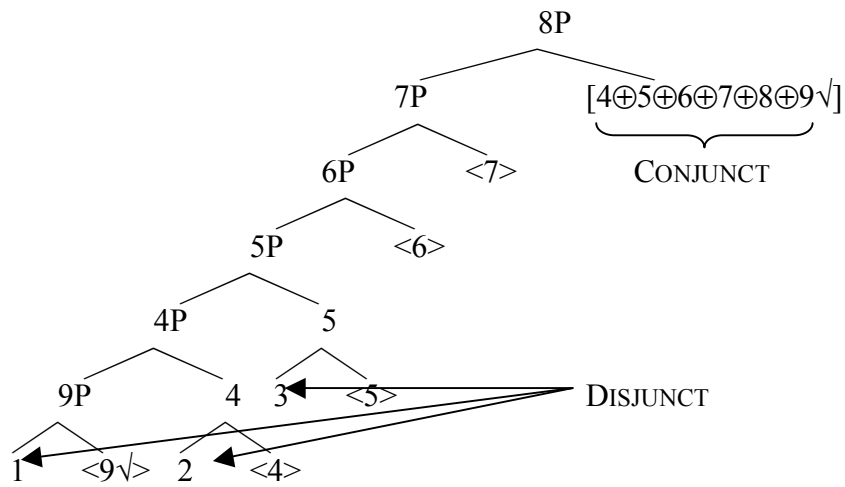 8P
7P [4⊕5⊕6⊕7⊕8⊕9√]
6P <7> CONJUNCT
5P <6>
4P 5
9P 4 3 <5> DISJUNCT
1 <9√> 2 <4>